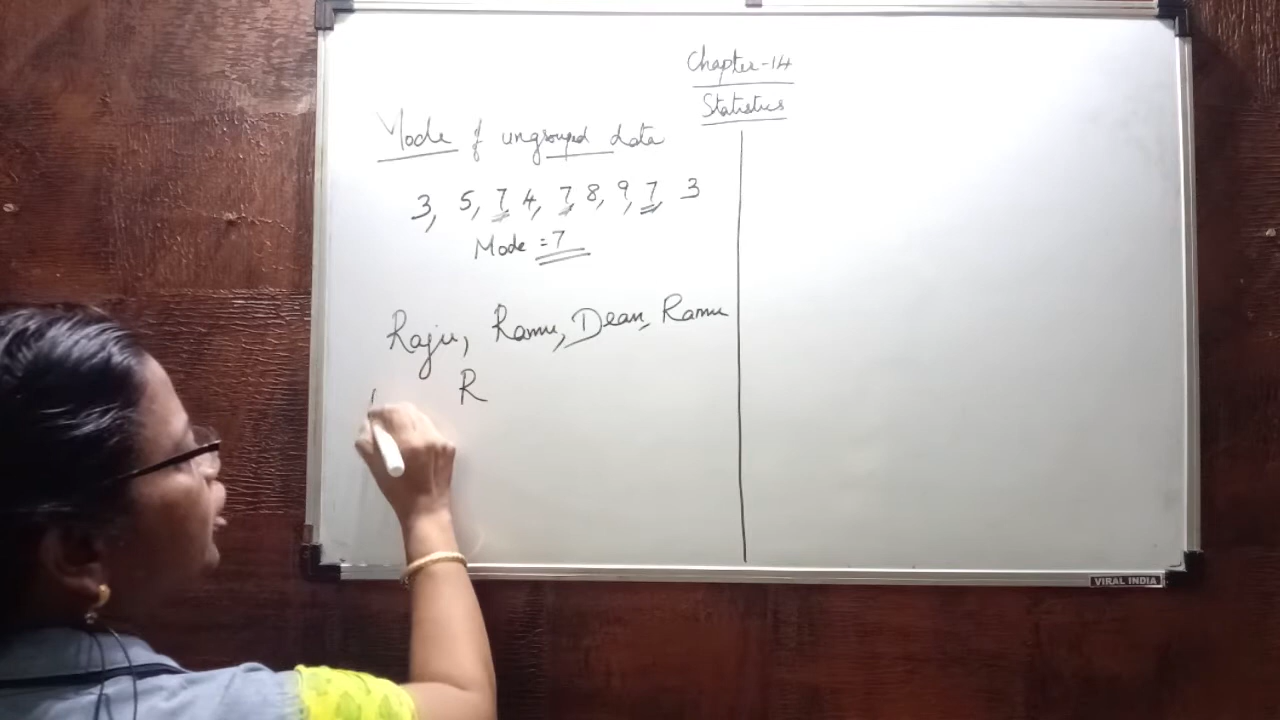 Chapter-14
Statistics
Mode of ungrouped data
3, 5, 7, 4, 7, 8, 9, 7, 3
Mode = 7
Raju, Ramu, Dean, Ramu
R
VIRAL INDIA